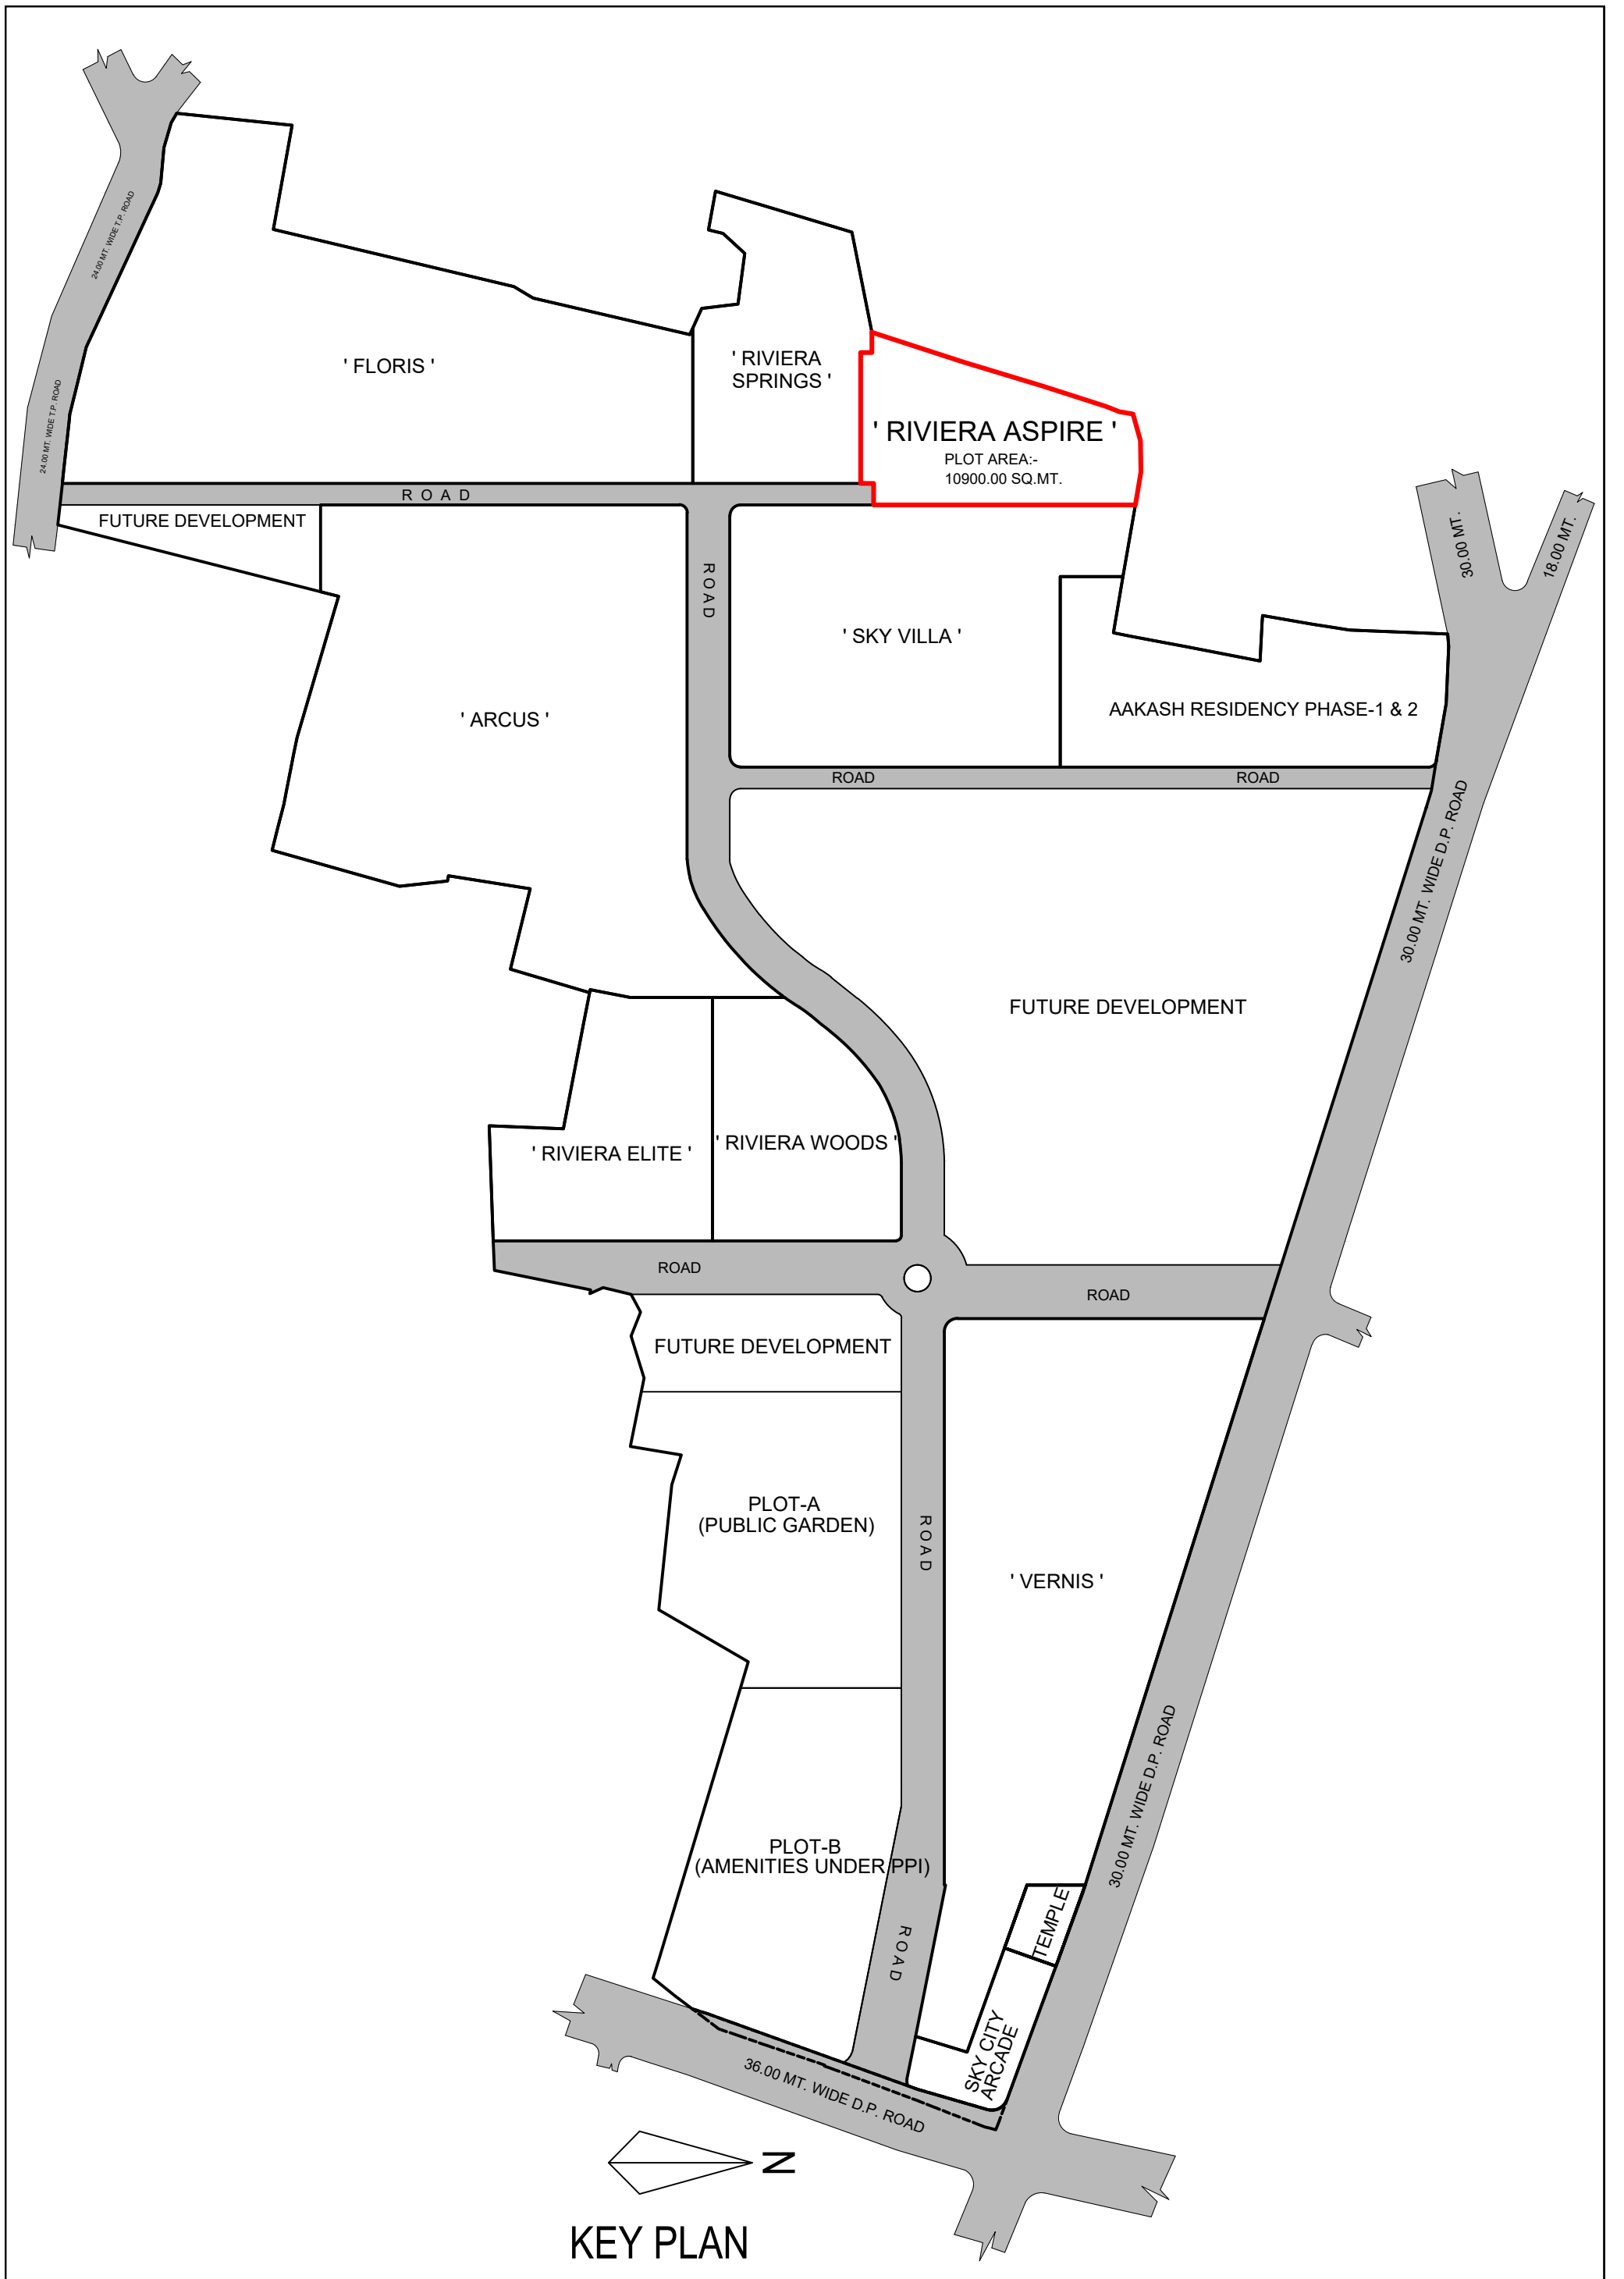 24.00 MT. WIDE T.P. ROAD
24.00 MT. WIDE T.P. ROAD
' FLORIS '
' RIVIERA
SPRINGS '
' RIVIERA ASPIRE '
PLOT AREA:-
10900.00 SQ.MT.
R O A D
FUTURE DEVELOPMENT
30.00 MT.
18.00 MT.
R O A D
' SKY VILLA '
' ARCUS '
AAKASH RESIDENCY PHASE-1 & 2
ROAD
ROAD
30.00 MT. WIDE D.P. ROAD
FUTURE DEVELOPMENT
' RIVIERA ELITE '
' RIVIERA WOODS '
ROAD
ROAD
FUTURE DEVELOPMENT
PLOT-A
(PUBLIC GARDEN)
R O A D
' VERNIS '
30.00 MT. WIDE D.P. ROAD
PLOT-B
(AMENITIES UNDER PPI)
R O A D
TEMPLE
SKY CITY
ARCADE
36.00 MT. WIDE D.P. ROAD
N
KEY PLAN